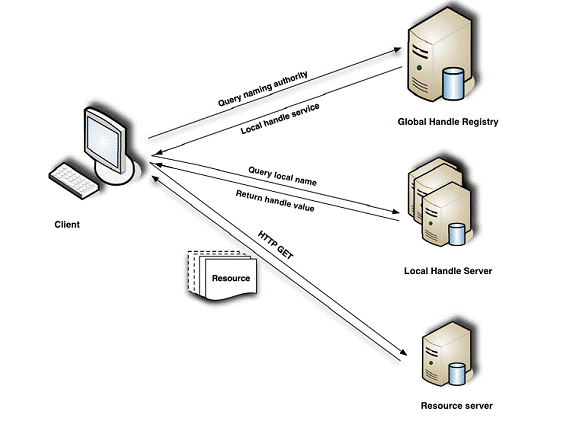 Query naming authority
Local handle service
Global Handle Registry
Query local name
Return handle value
Client
Local Handle Server
HTTP GET
Resource
Resource server